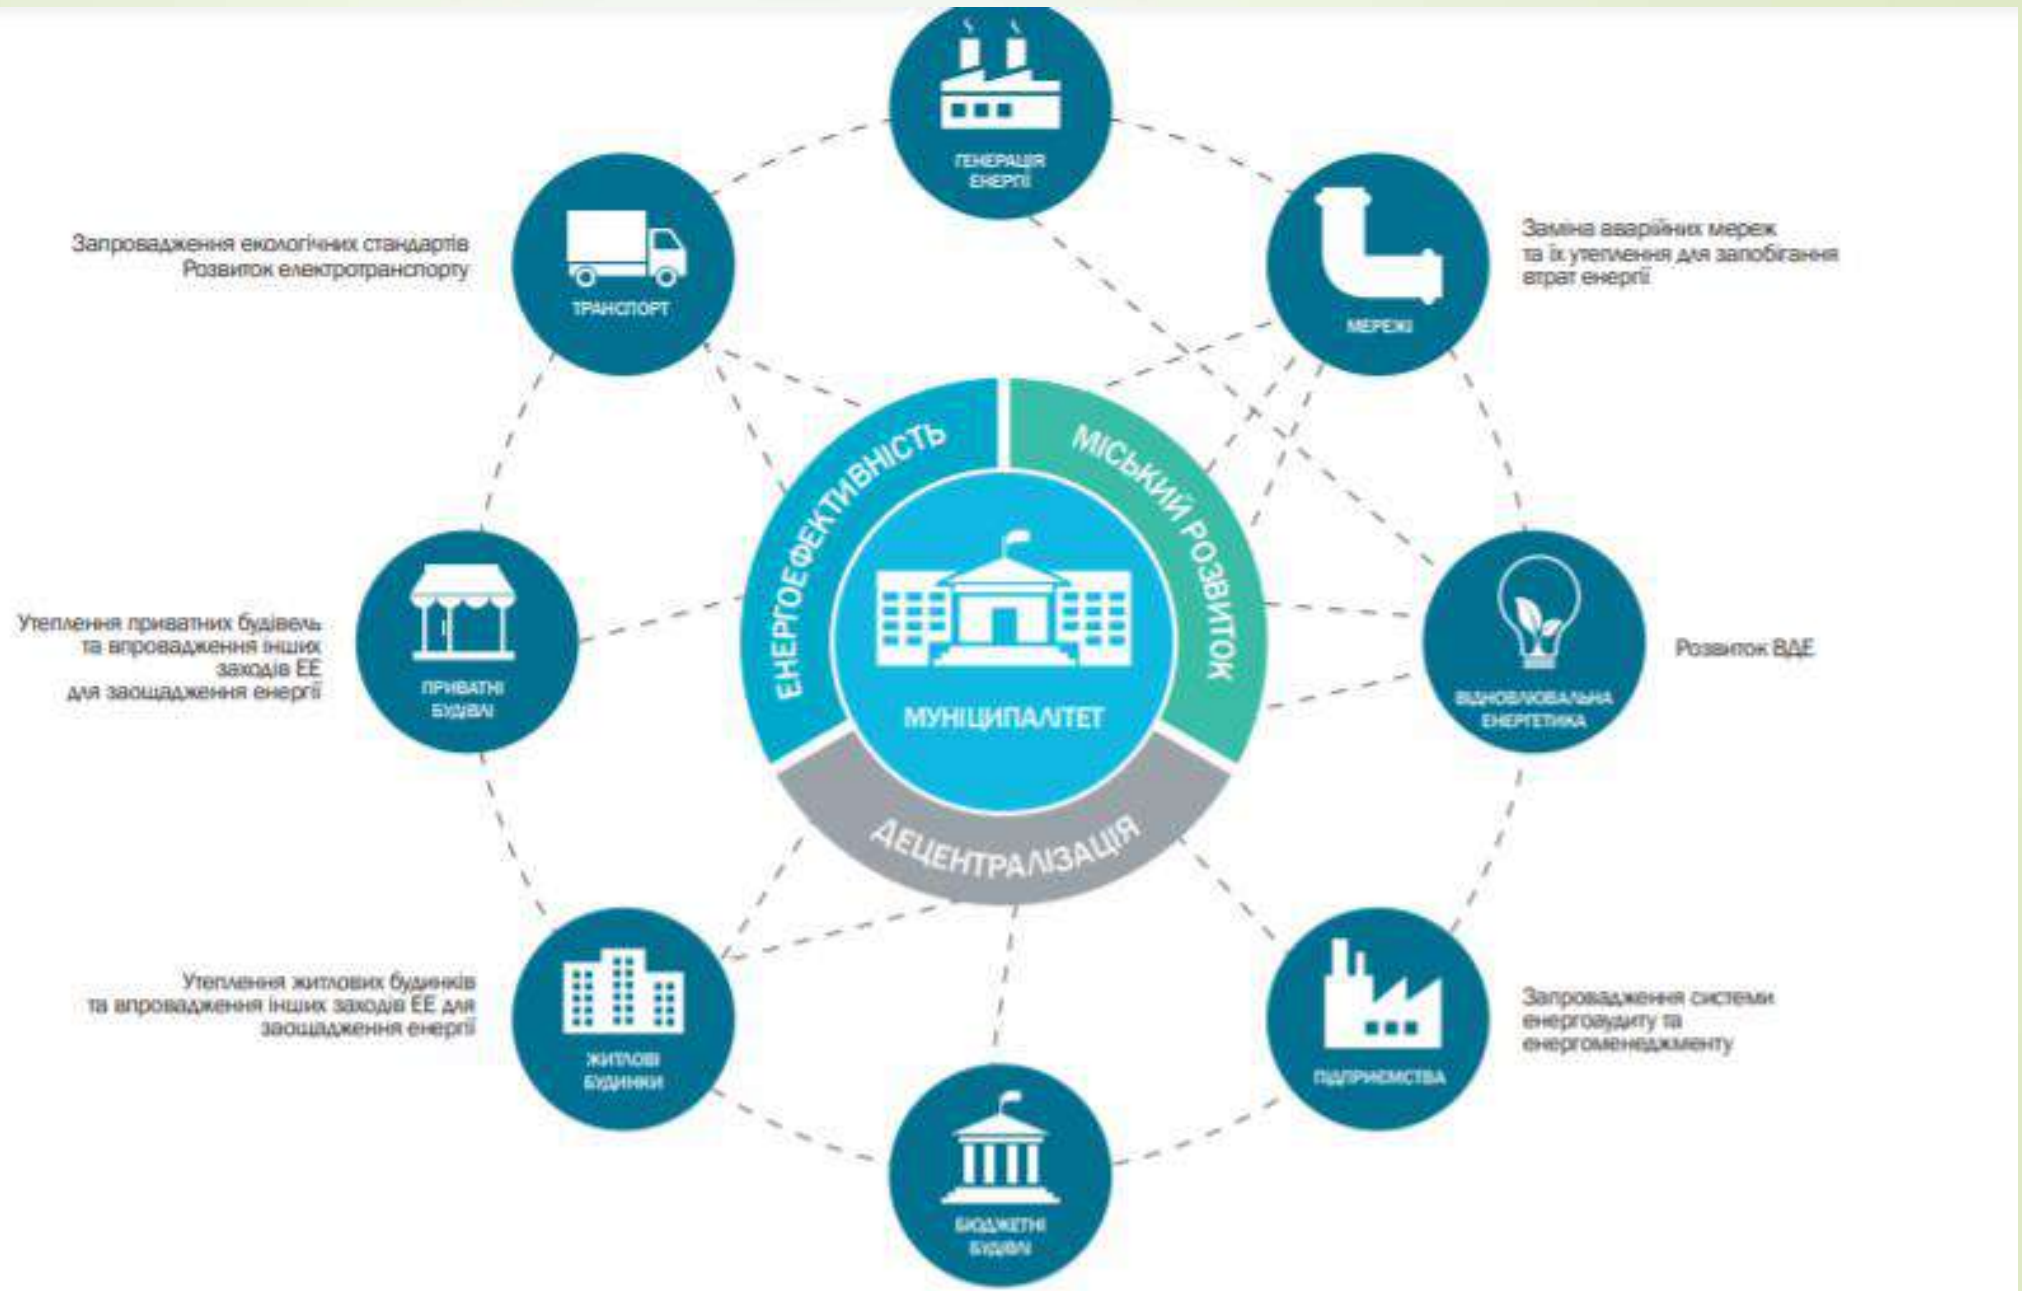 ГЕНЕРАЦІЯ
ЕНЕРГІЇ
Запровадження екологічних стандартів
Розвиток електротранспорту
ТРАНСПОРТ
МЕРЕЖІ
Заміна аварійних мереж
та їх утеплення для запобігання
втрат енергії
ЕНЕРГОЕФЕКТИВНІСТЬ
МІСЬКИЙ РОЗВИТОК
ДЕЦЕНТРАЛІЗАЦІЯ
МУНІЦИПАЛІТЕТ
Утеплення приватних будівель
та впровадження інших
заходів ЕЕ
для заощадження енергії
ПРИВАТНІ
БУДІВЛІ
ВІДНОВЛЮВАЛЬНА
ЕНЕРГЕТИКА
Розвиток ВДЕ
Утеплення житлових будинків
та впровадження інших заходів ЕЕ для
заощадження енергії
ЖИТЛОВІ
БУДИНКИ
ПІДПРИЄМСТВА
Запровадження системи
енергоаудиту та
енергоменеджменту
БЮДЖЕТНІ
БУДІВЛІ